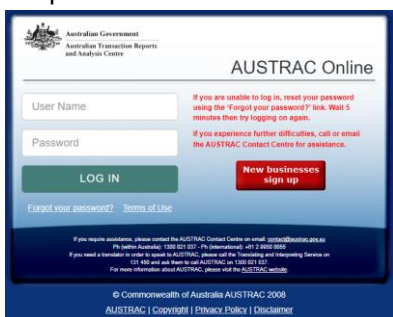 Australian Government
Australian Transaction Reports
and Analysis Centre
AUSTRAC Online
User Name
Password
LOG IN
Forgot your password? Terms of Use
If you are unable to log in, reset your password
using the 'Forgot your password?' link. Wait 5
minutes then try logging on again.
If you experience further difficulties, call or email
the AUSTRAC Contact Centre for assistance.
New businesses
sign up
If you require assistance, please contact the AUSTRAC Contact Centre on email: contact@austrac.gov.au
Ph (within Australia): 1300 021 037 - Ph (international): +61 2 9950 0055
If you need a translator in order to speak to AUSTRAC, please call the Translating and Interpreting Service on
131 450 and ask them to call AUSTRAC on 1300 021 037.
For more information about AUSTRAC, please visit the AUSTRAC website.
© Commonwealth of Australia AUSTRAC 2008
AUSTRAC | Copyright | Privacy Policy | Disclaimer